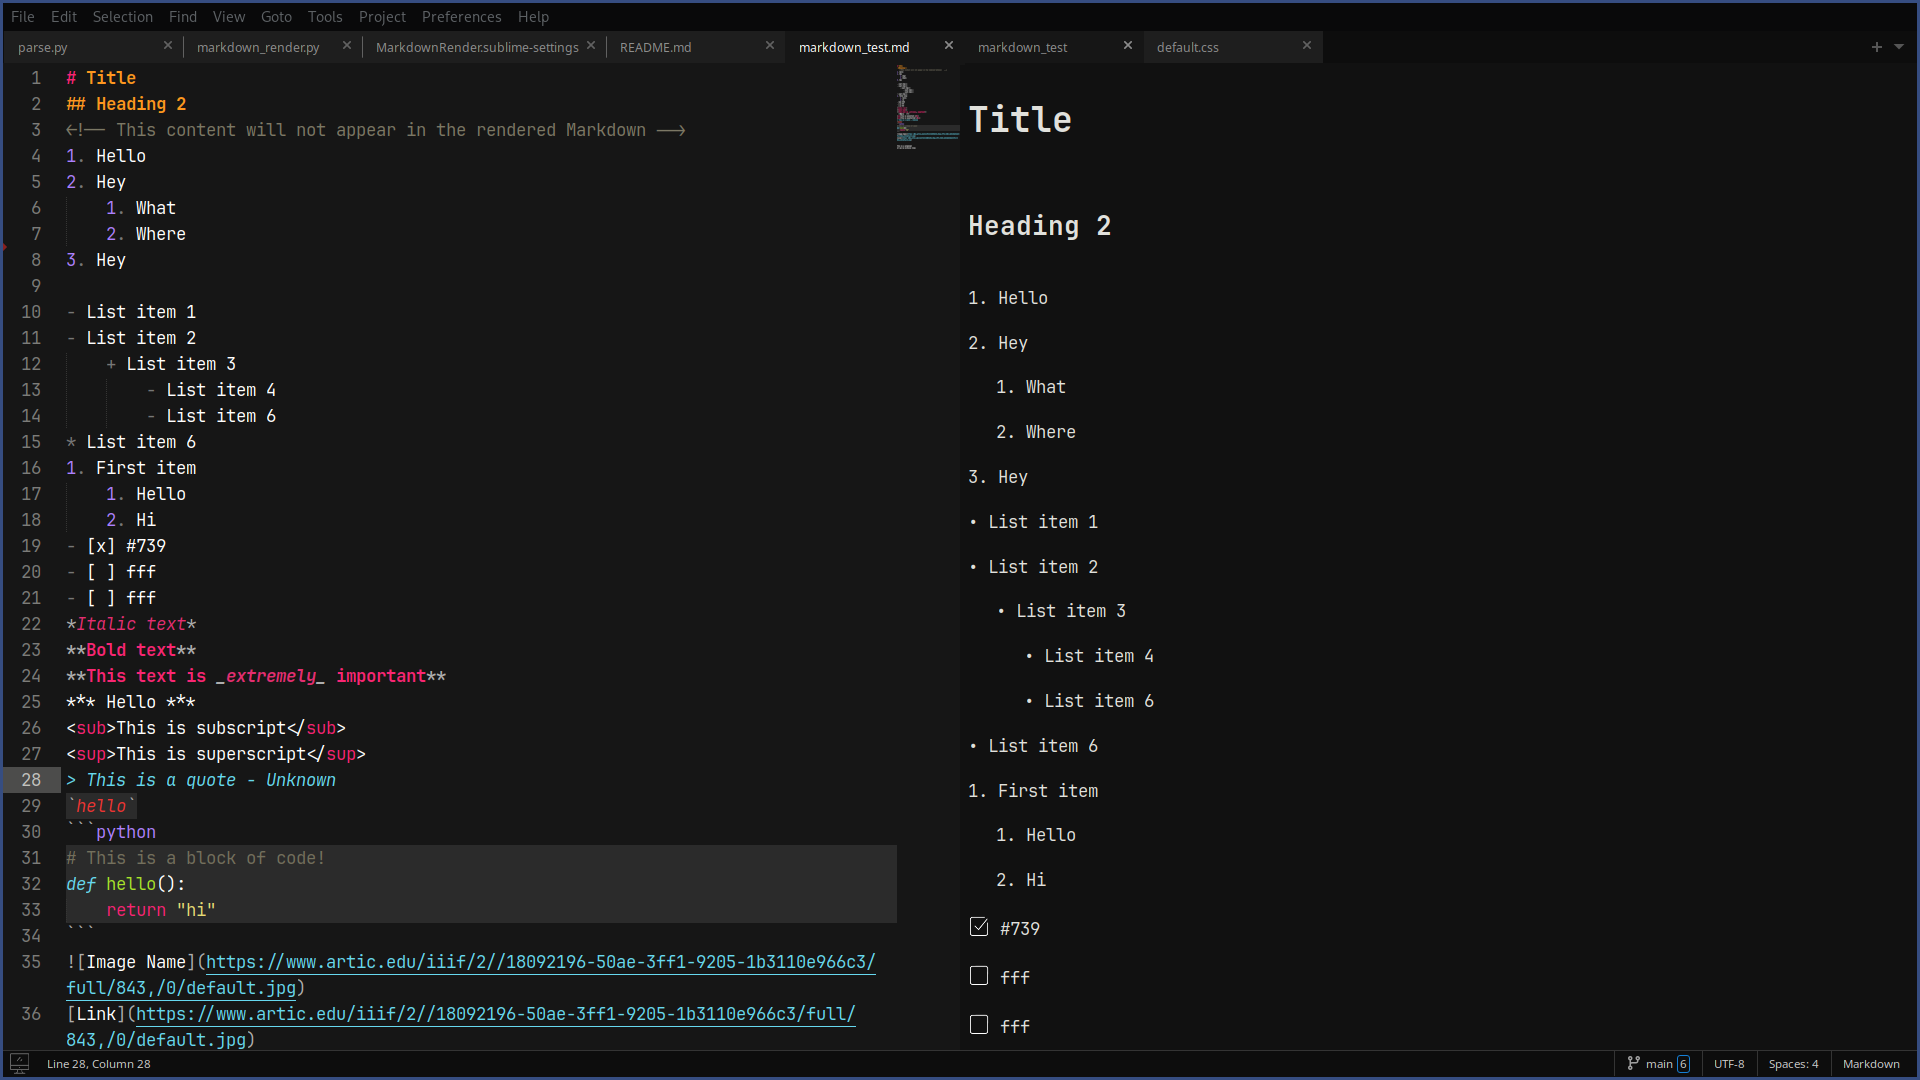 File Edit Selection Find View Goto Tools Project Preferences Help
parse.py markdown_render.py MarkdownRender.sublime-settings README.md markdown_test.md markdown_test default.css
1 # Title
2 ## Heading 2
3 <!-- This content will not appear in the rendered Markdown -->
4 1. Hello
5 2. Hey
6 1. What
7 2. Where
8 3. Hey
9
10 - List item 1
11 - List item 2
12 + List item 3
13 - List item 4
14 - List item 6
15 * List item 6
16 1. First item
17 1. Hello
18 2. Hi
19 - [x] #739
20 - [ ] fff
21 - [ ] fff
22 *Italic text*
23 **Bold text**
24 **This text is _extremely_ important**
25 *** Hello ***
26 <sub>This is subscript</sub>
27 <sup>This is superscript</sup>
28 > This is a quote - Unknown
29 `hello`
30 ```python
31 # This is a block of code!
32 def hello():
33 return "hi"
34 ```
35 ![Image Name](https://www.artic.edu/iiif/2//18092196-50ae-3ff1-9205-1b3110e966c3/
full/843,/0/default.jpg)
36 [Link](https://www.artic.edu/iiif/2//18092196-50ae-3ff1-9205-1b3110e966c3/full/
843,/0/default.jpg)
Title
Heading 2
1. Hello
2. Hey
1. What
2. Where
3. Hey
• List item 1
• List item 2
• List item 3
• List item 4
• List item 6
• List item 6
1. First item
1. Hello
2. Hi
#739
fff
fff
Line 28, Column 28 main 6 UTF-8 Spaces: 4 Markdown